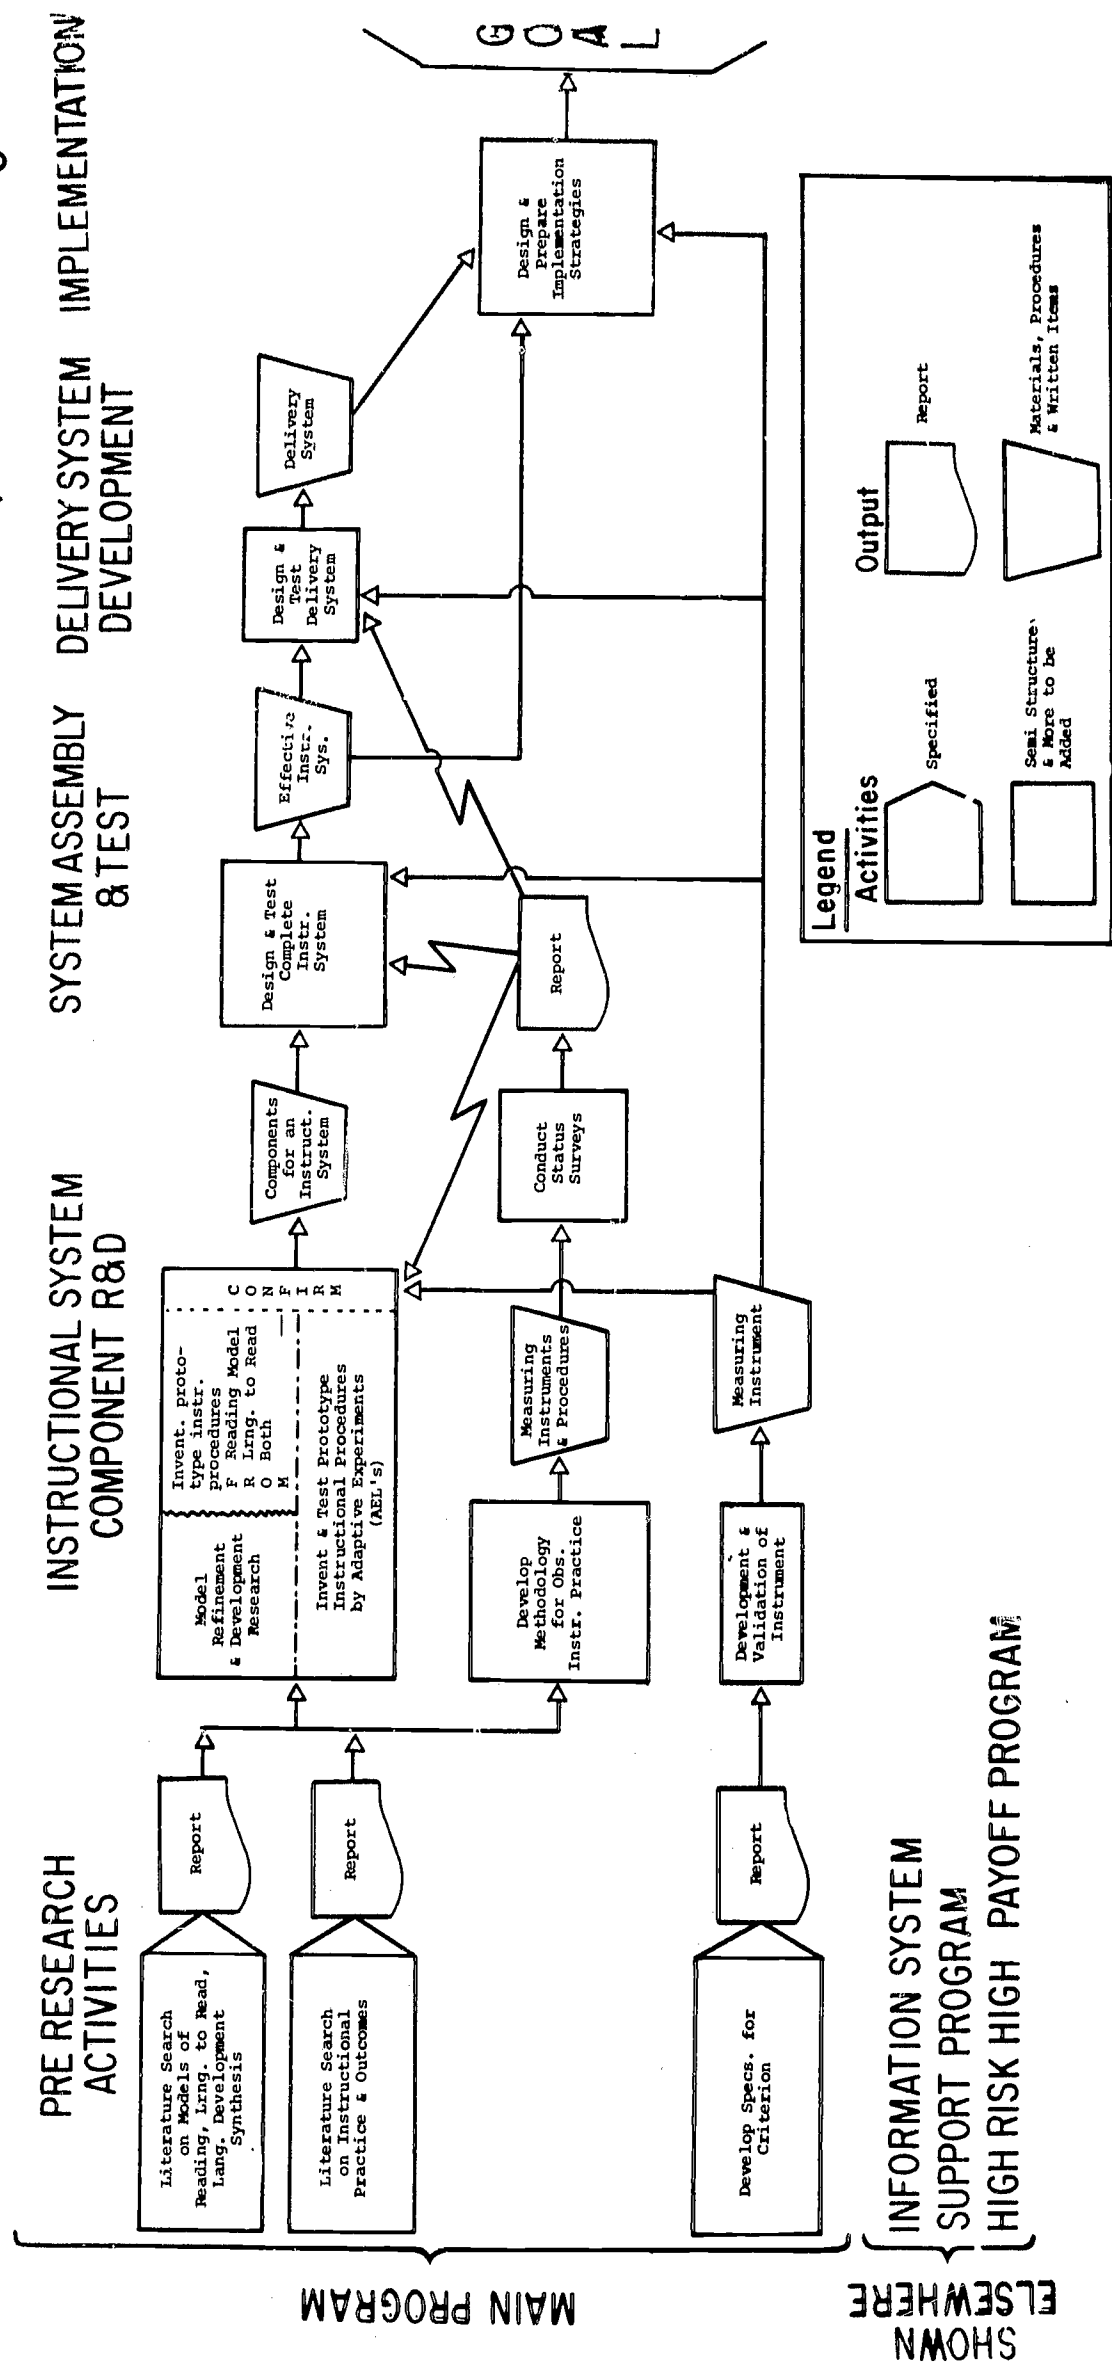 PRE RESEARCH
ACTIVITIES
INSTRUCTIONAL SYSTEM
COMPONENT R&D
SYSTEM ASSEMBLY
& TEST
DELIVERY SYSTEM
DEVELOPMENT
IMPLEMENTATION
MAIN PROGRAM
Literature Search
on Models of
Reading, Lrng. to Read,
Lang. Development
Synthesis
Report
Literature Search
on Instructional
Practice & Outcomes
Report
Develop Specs. for
Criterion
Report
Model
Refinement
& Development
Research
Invent. proto-
type instr.
procedures
F Reading Model
R Lrng. to Read
O Both
M
CONFIRM
Invent & Test Prototype
Instructional Procedures
by Adaptive Experiments
(AEL's)
Develop
Methodology
for Obs.
Instr. Practice
Development &
Validation of
Instrument
Measuring
Instruments
& Procedures
Measuring
Instrument
Components
for an
Instruct.
System
Conduct
Status
Surveys
Report
Design & Test
Complete
Instr.
System
Effective
Instr.
Sys.
Design &
Test
Delivery
System
Delivery
System
Design &
Prepare
Implementation
Strategies
GOAL
SHOWN
ELSEWHERE
INFORMATION SYSTEM
SUPPORT PROGRAM
HIGH RISK HIGH PAYOFF PROGRAM
Legend
Activities
Specified
Semi Structure
& More to be
Added
Output
Report
Materials, Procedures
& Written Items